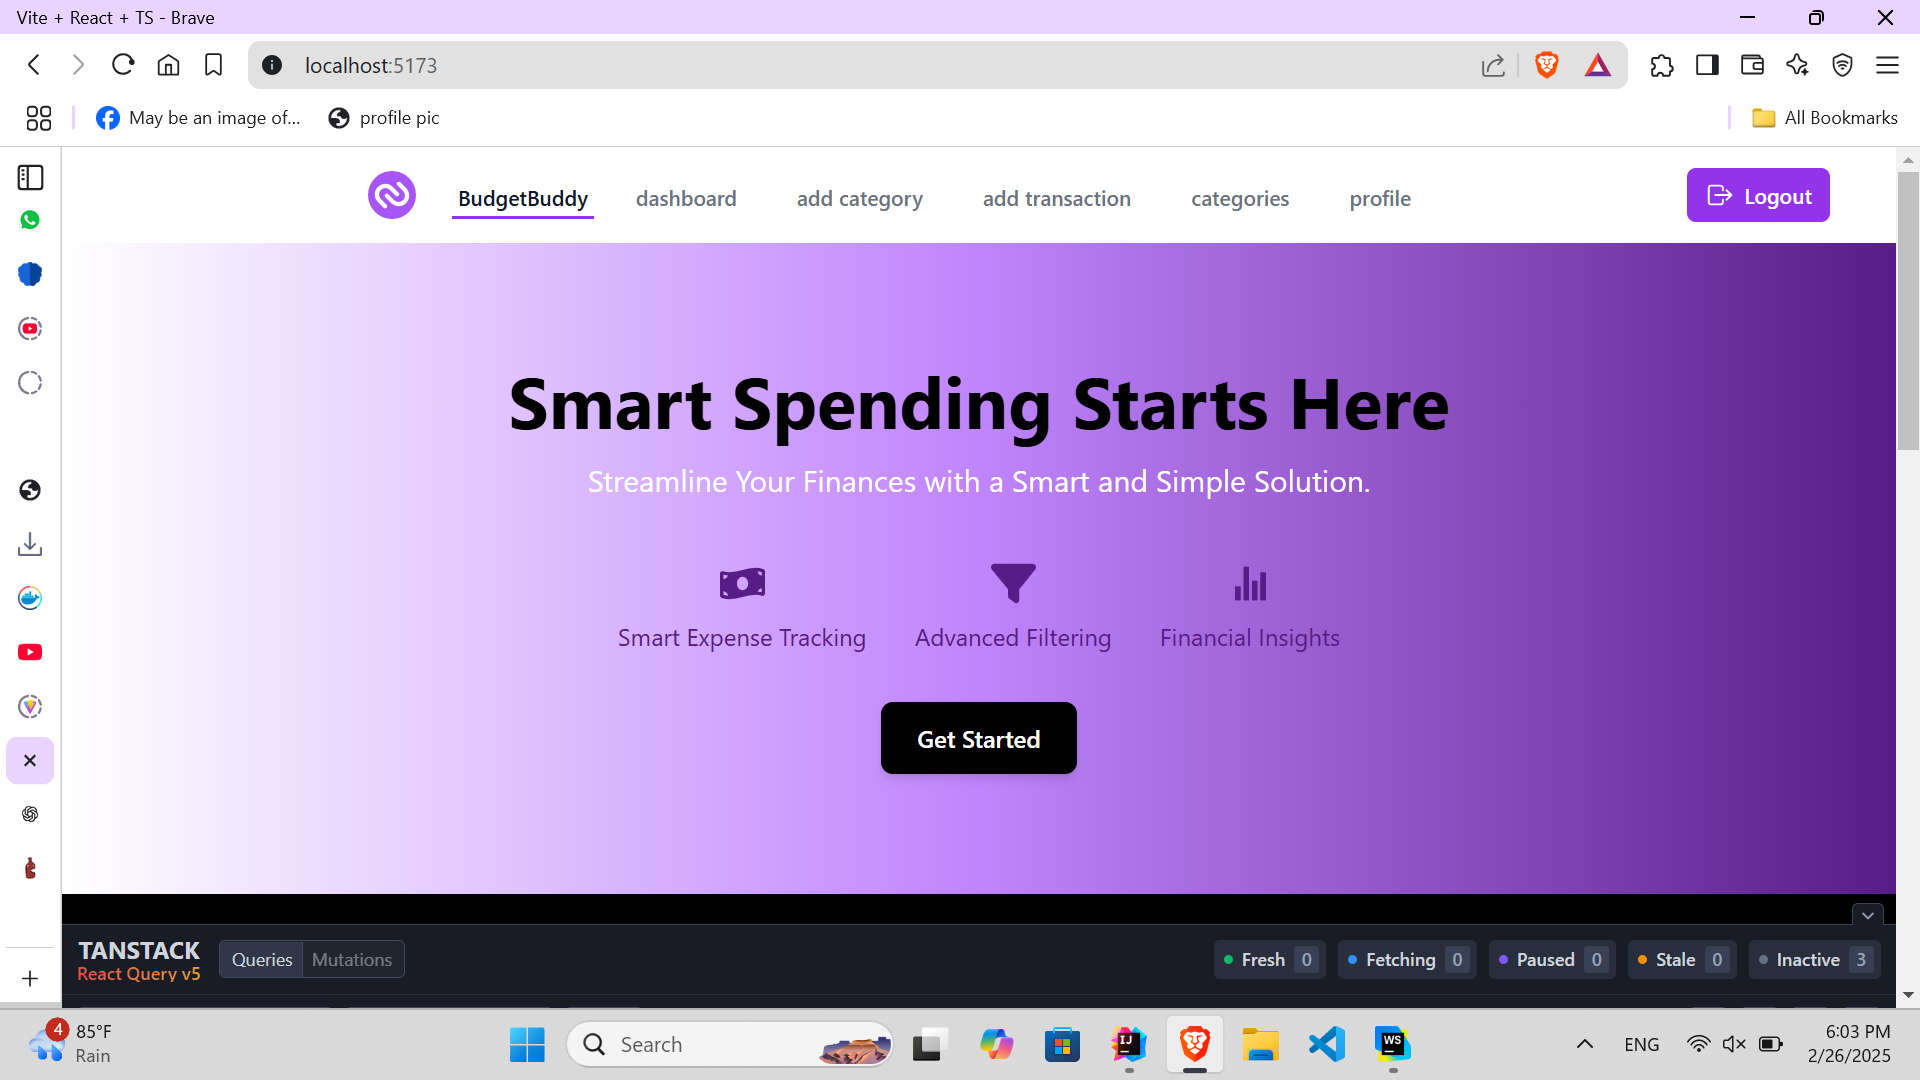 Vite + React + TS - Brave
localhost:5173
May be an image of...
profile pic
All Bookmarks
BudgetBuddy
dashboard
add category
add transaction
categories
profile
Logout
Smart Spending Starts Here
Streamline Your Finances with a Smart and Simple Solution.
Smart Expense Tracking
Advanced Filtering
Financial Insights
Get Started
TANSTACK
React Query v5
Queries
Mutations
Fresh 0
Fetching 0
Paused 0
Stale 0
Inactive 3
4
85°F
Rain
Search
IJ
WS
ENG
6:03 PM
2/26/2025